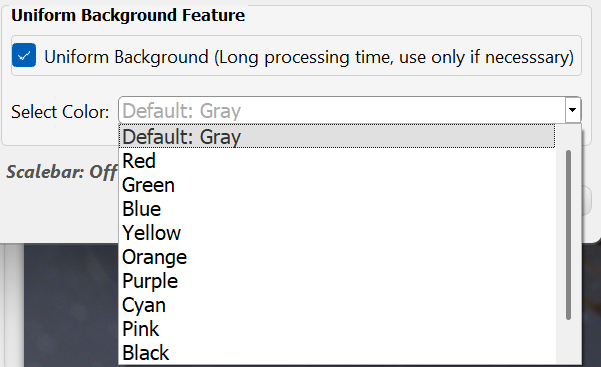 Uniform Background Feature
Uniform Background (Long processing time, use only if necesssary)
Select Color: Default: Gray
Default: Gray
Red
Green
Blue
Yellow
Orange
Purple
Cyan
Pink
Black
Scalebar: Off